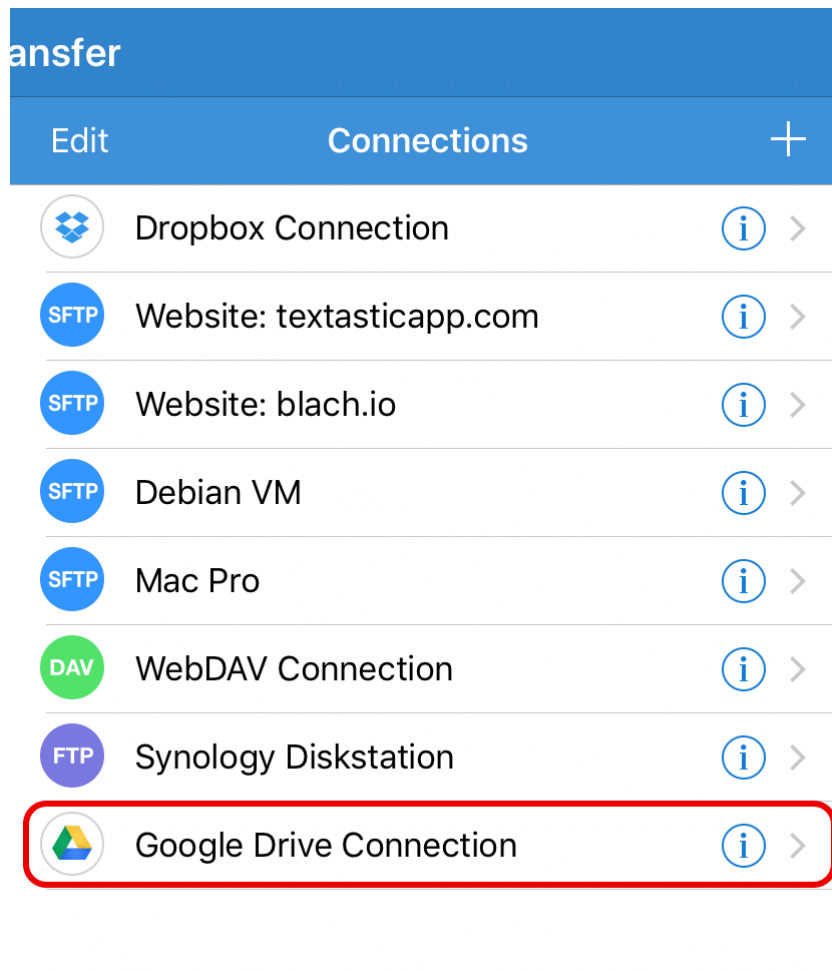 ansfer
Edit Connections +
Dropbox Connection i
SFTP Website: textasticapp.com i
SFTP Website: blach.io i
SFTP Debian VM i
SFTP Mac Pro i
DAV WebDAV Connection i
FTP Synology Diskstation i
Google Drive Connection i